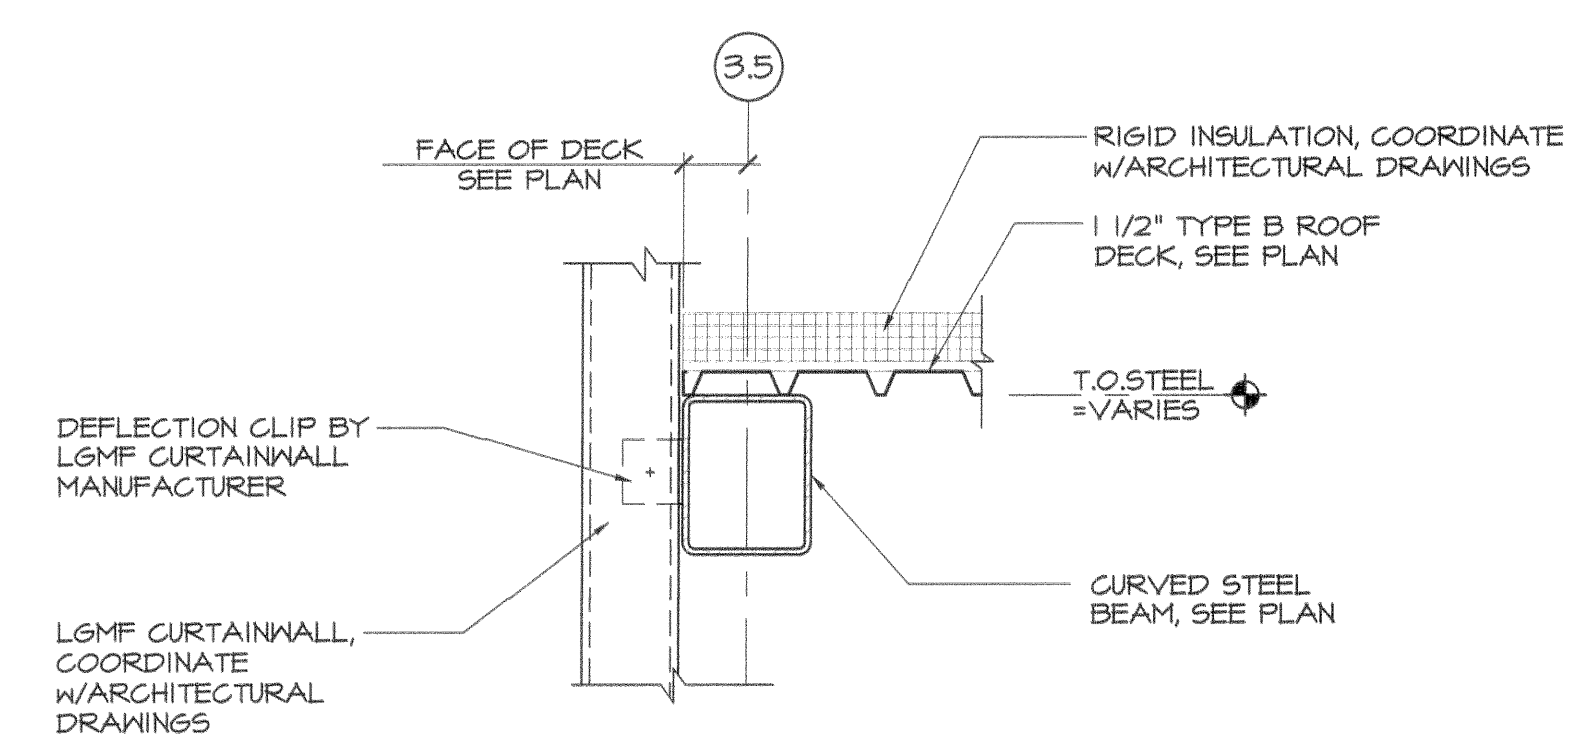 3.5
FACE OF DECK
SEE PLAN
RIGID INSULATION, COORDINATE
w/ARCHITECTURAL DRAWINGS
1 1/2" TYPE B ROOF
DECK, SEE PLAN
T.O.STEEL
=VARIES
DEFLECTION CLIP BY
LGMF CURTAINWALL
MANUFACTURER
CURVED STEEL
BEAM, SEE PLAN
LGMF CURTAINWALL,
COORDINATE
w/ARCHITECTURAL
DRAWINGS